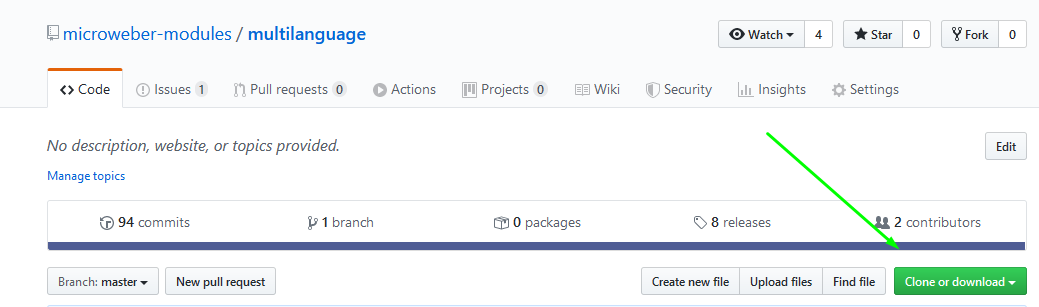 microweber-modules / multilanguage
Watch 4 Star 0 Fork 0
Code Issues 1 Pull requests 0 Actions Projects 0 Wiki Security Insights Settings
No description, website, or topics provided.
Edit
Manage topics
94 commits 1 branch 0 packages 8 releases 2 contributors
Branch: master New pull request Create new file Upload files Find file Clone or download